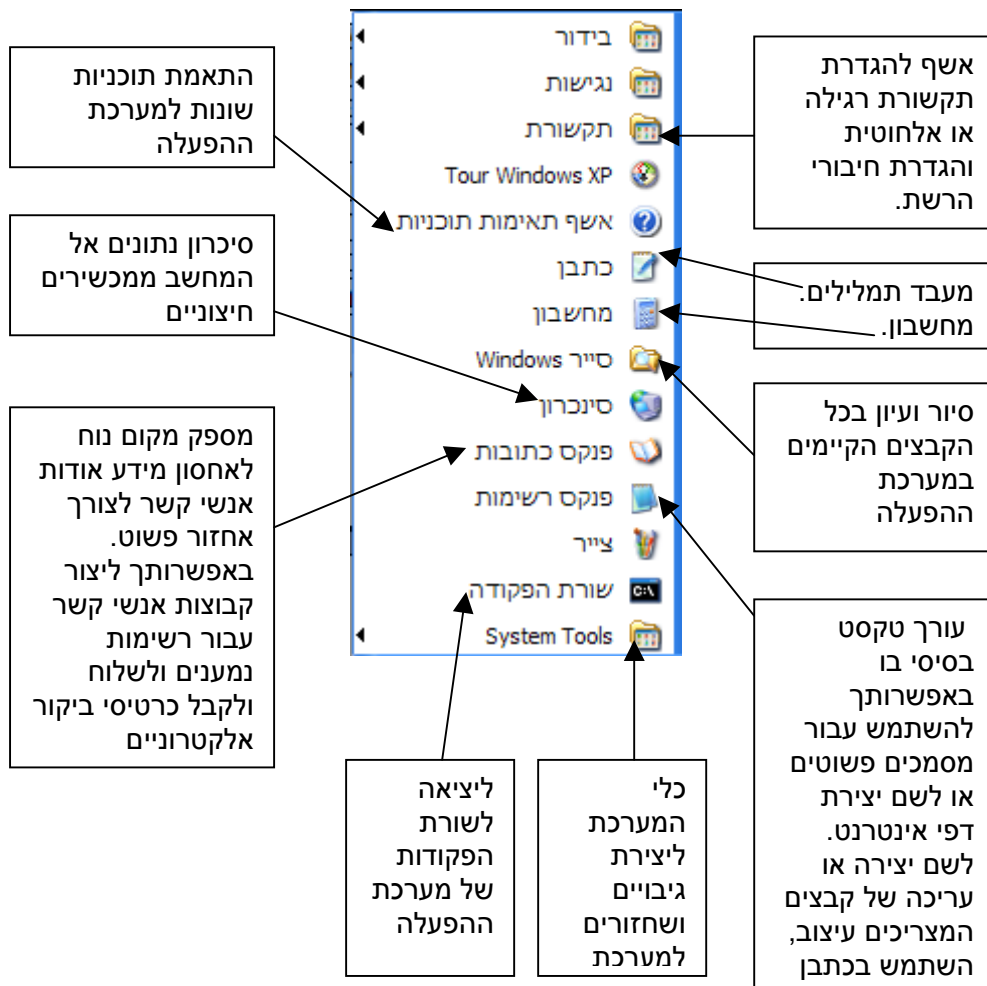 בידור
נגישות
תקשורת
Tour Windows XP
אשף תאימות תוכניות
כתבן
מחשבון
סייר Windows
סינכרון
פנקס כתובות
פנקס רשימות
צייר
שורת הפקודה
System Tools
אשף להגדרת
תקשורת רגילה
או אלחוטית
והגדרת חיבורי
הרשת.
מעבד תמלילים.
מחשבון.
סיור ועיון בכל
הקבצים הקיימים
במערכת
ההפעלה
עורך טקסט
בסיסי בו
באפשרותך
להשתמש עבור
מסמכים פשוטים
או לשם יצירת
דפי אינטרנט.
לשם יצירה או
עריכה של קבצים
המצריכים עיצוב,
השתמש בכתבן
התאמת תוכניות
שונות למערכת
ההפעלה
סיכרון נתונים אל
המחשב ממכשירים
חיצוניים
מספק מקום נוח
לאחסון מידע אודות
אנשי קשר לצורך
אחזור פשוט.
באפשרותך ליצור
קבוצות אנשי קשר
עבור רשימות
נמענים ולשלוח
ולקבל כרטיסי ביקור
אלקטרוניים
כלי
המערכת
ליצירת
גיבויים
ושחזורים
למערכת
ליציאה
לשורת
הפקודות
של מערכת
ההפעלה